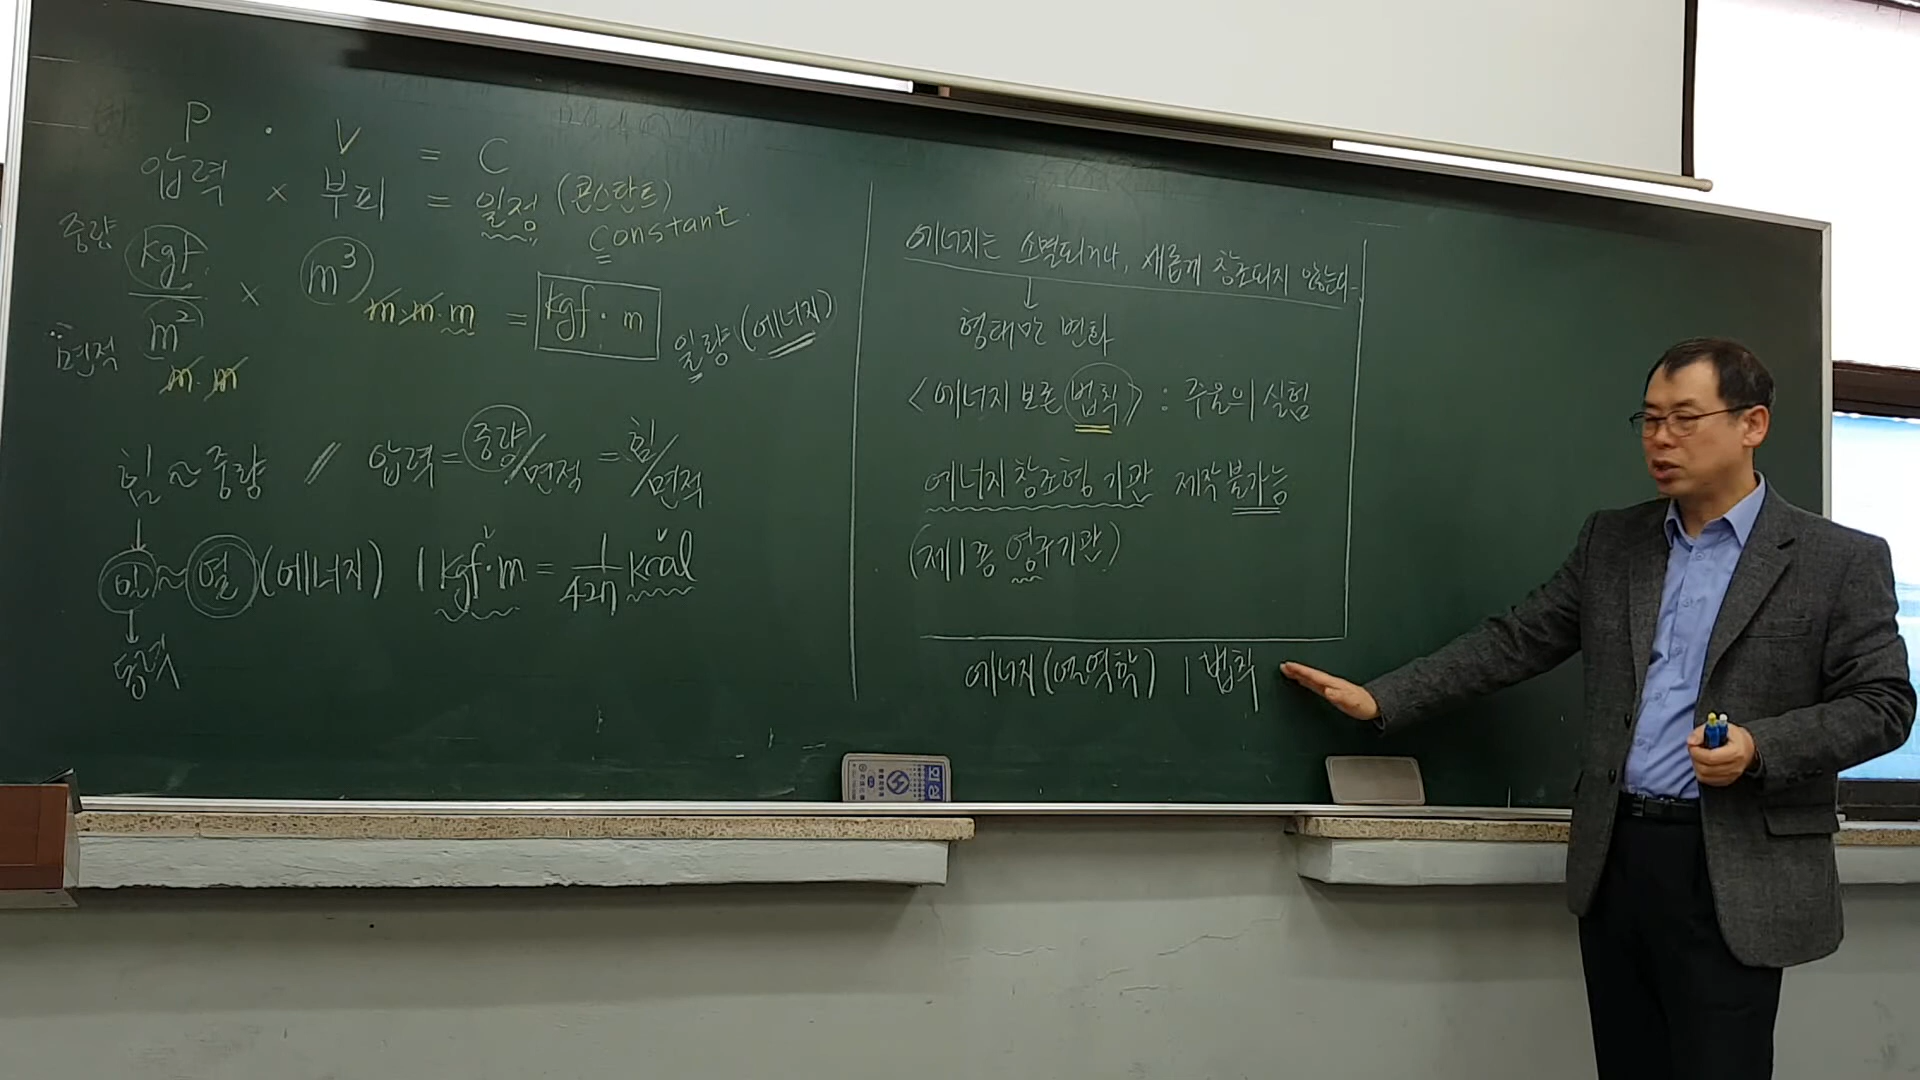 P · V = C
압력 × 부피 = 일정 (콘스탄트)
constant.
중량 kgf × m³ m·m·m = kgf·m 일량 (에너지)
면적 m²
m·m
힘 ~ 중량 // 압력 = 중량/면적 = 힘/면적
일 ~ 열 (에너지) 1 kgf·m = 1/427 kcal
동력
에너지는 소멸되거나, 새롭게 창조되지 않는다.
↓
형태만 변화
<에너지 보존 법칙> : 주울의 실험
에너지 창조형 기관 제작 불가능
(제1종 영구기관)
에너지(열역학) 1 법칙